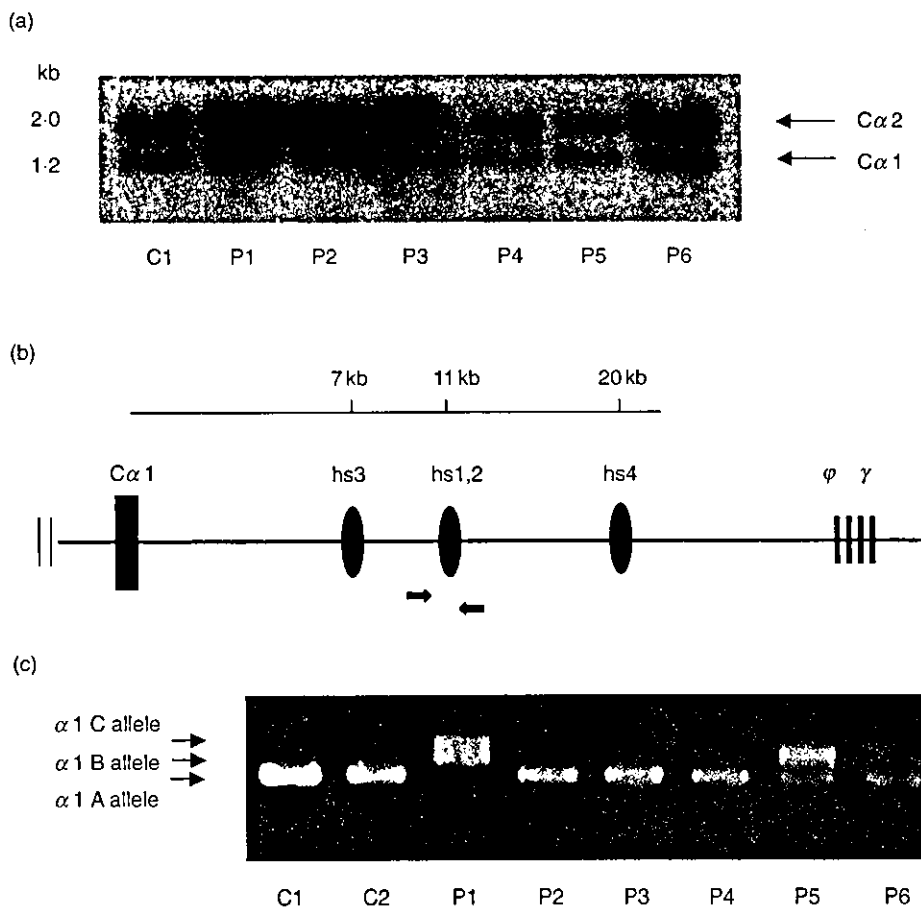 (a)
kb
2·0
1·2
Cα2
Cα1
C1 P1 P2 P3 P4 P5 P6
(b)
7 kb 11 kb 20 kb
Cα1 hs3 hs1,2 hs4 φ γ
(c)
α1 C allele
α1 B allele
α1 A allele
C1 C2 P1 P2 P3 P4 P5 P6